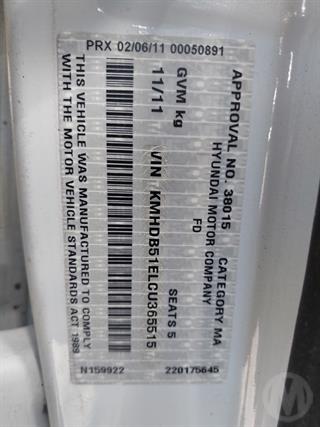 PRX 02/06/11 00050891
APPROVAL NO. 38015 CATEGORY MA
HYUNDAI MOTOR COMPANY
FD
GVM kg SEATS 5
11/11 VIN KMHDB51ELCU365515
THIS VEHICLE WAS MANUFACTURED TO COMPLY
WITH THE MOTOR VEHICLE STANDARDS ACT 1989
N159922 220175645